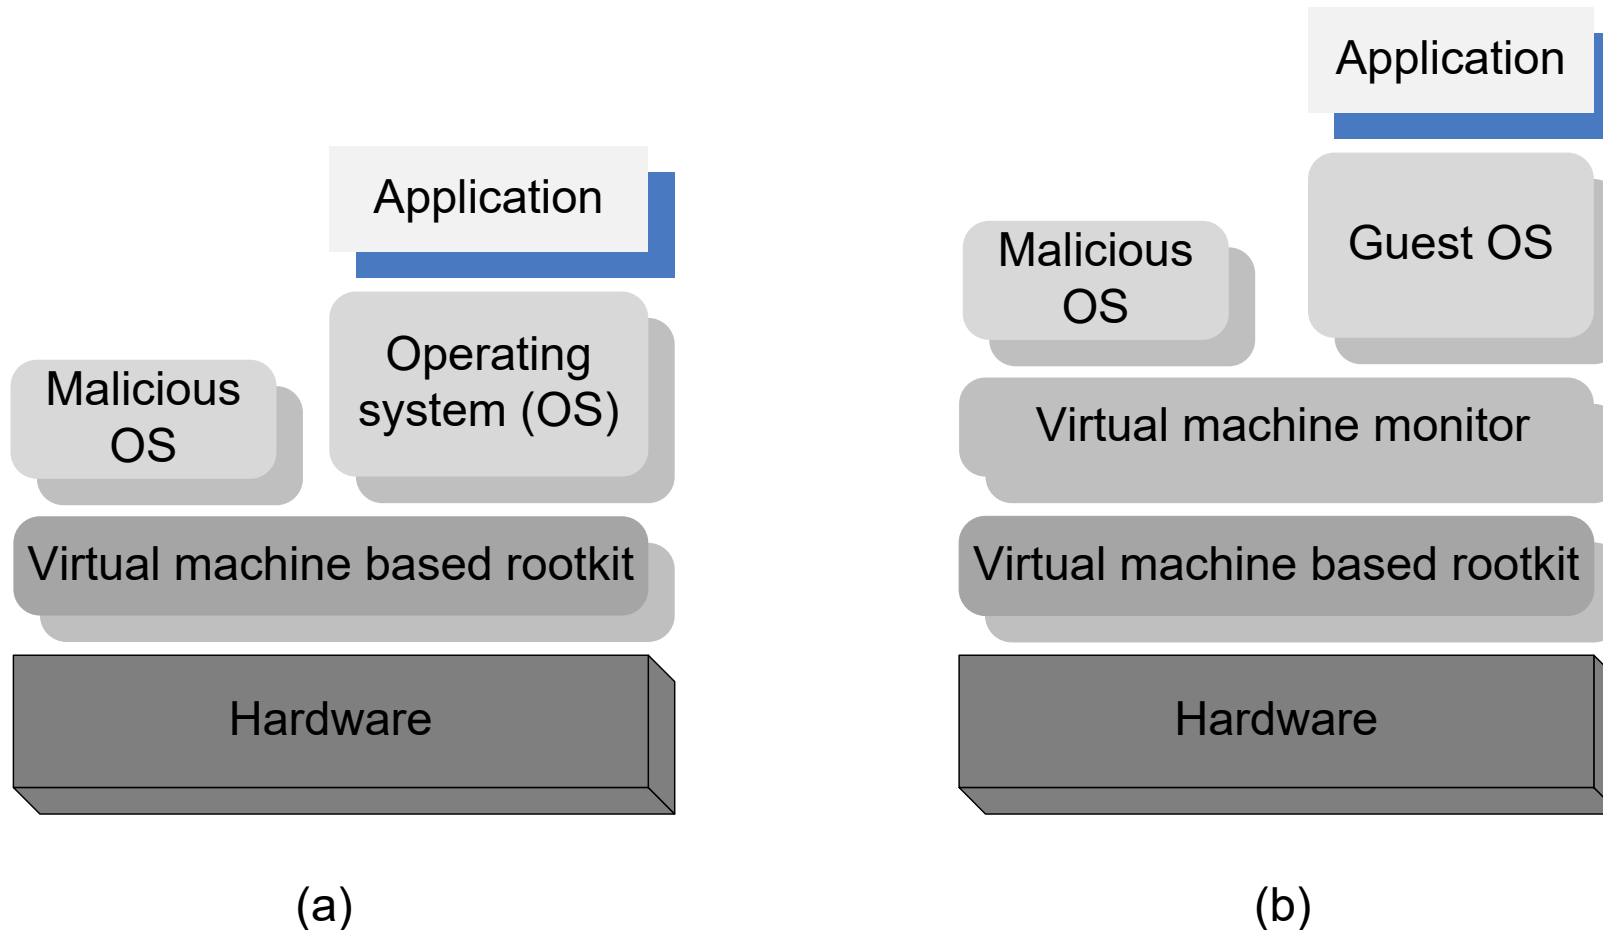 Application
Operating
system (OS)
Malicious
OS
Virtual machine based rootkit
Hardware
(a)
Application
Guest OS
Malicious
OS
Virtual machine monitor
Virtual machine based rootkit
Hardware
(b)